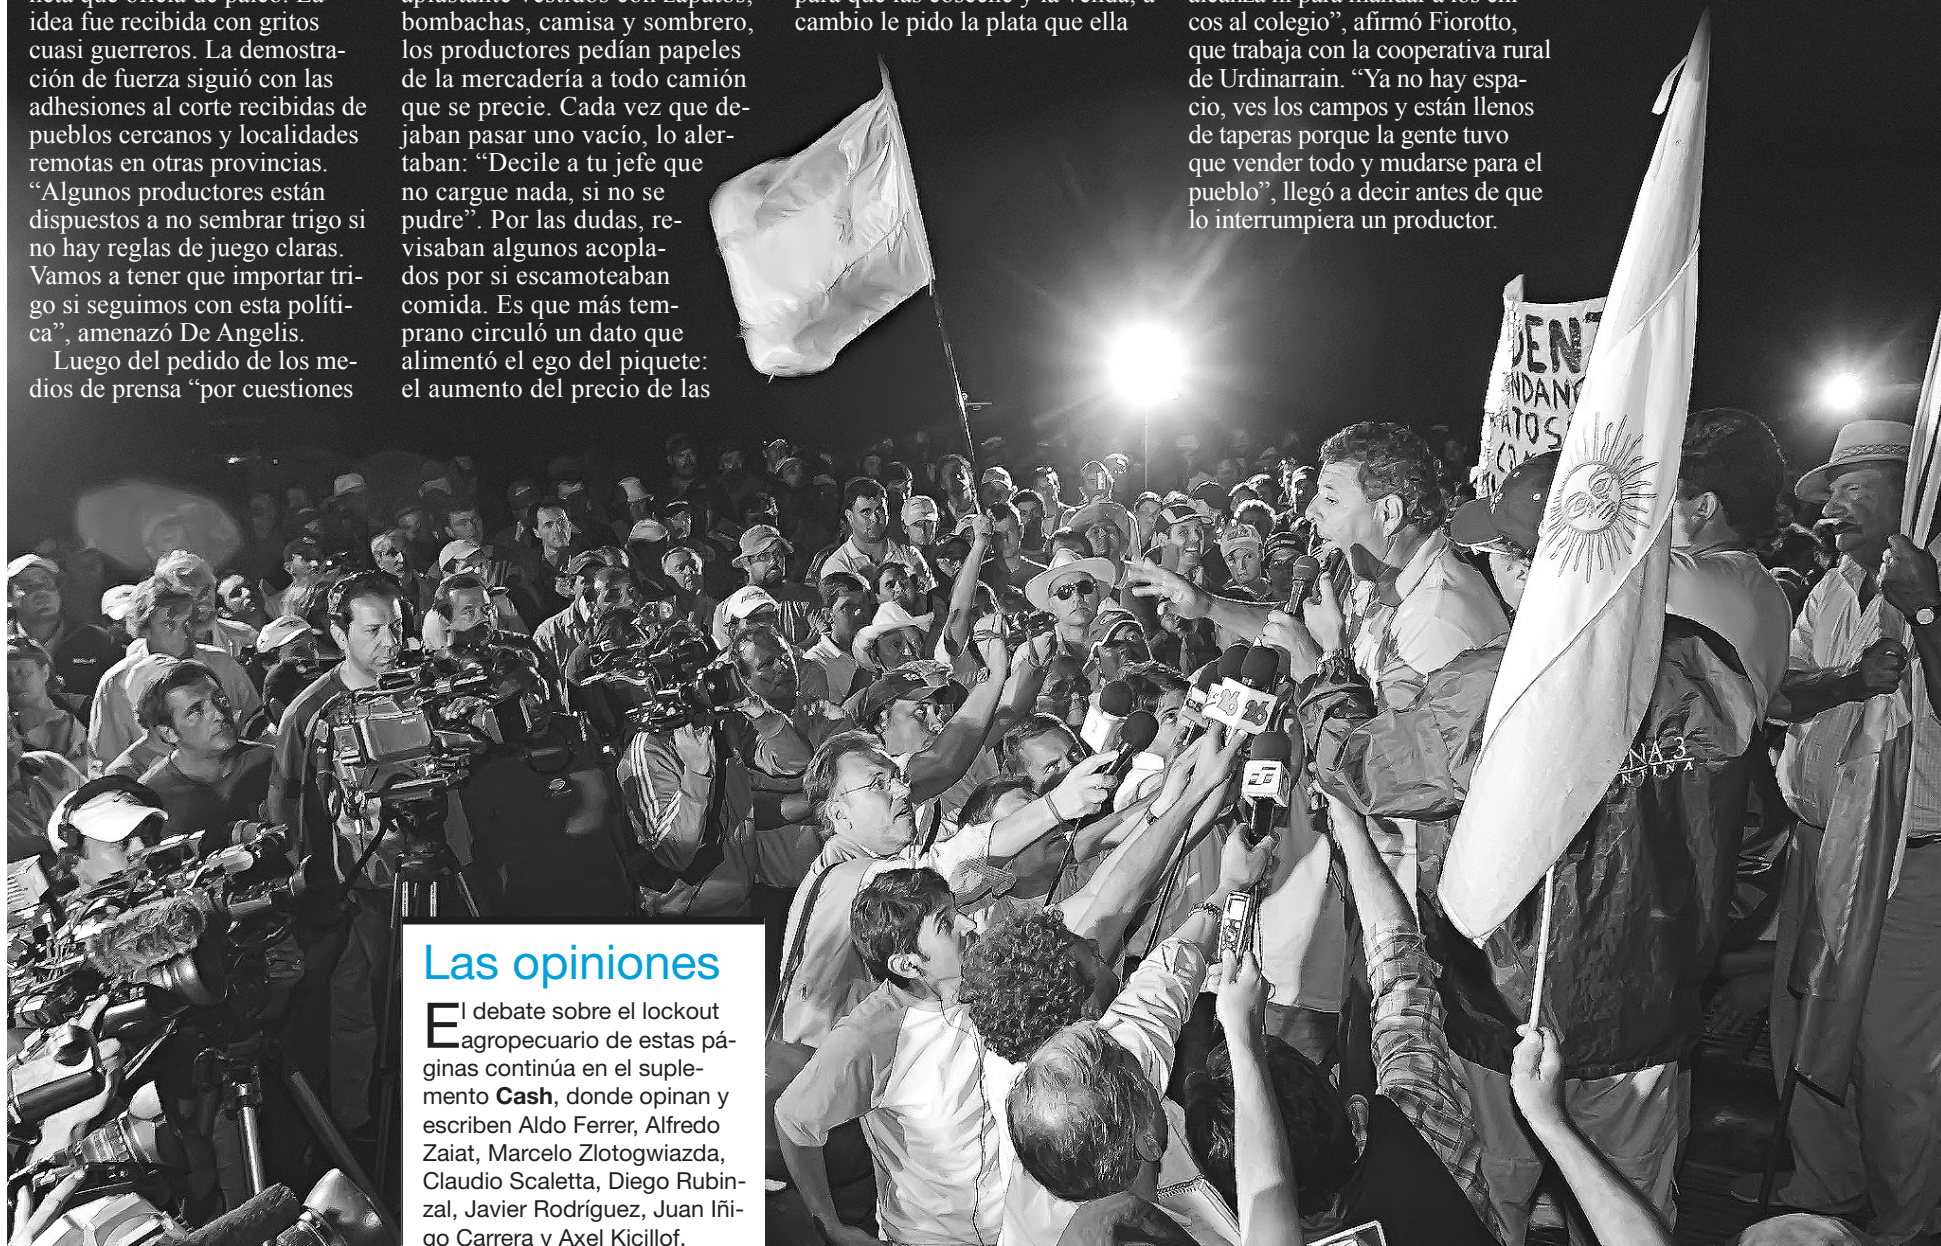 idea fue recibida con gritos
cuasi guerreros. La demostra-
ción de fuerza siguió con las
adhesiones al corte recibidas de
pueblos cercanos y localidades
remotas en otras provincias.
“Algunos productores están
dispuestos a no sembrar trigo si
no hay reglas de juego claras.
Vamos a tener que importar tri-
go si seguimos con esta políti-
ca”, amenazó De Angelis.
Luego del pedido de los me-
dios de prensa “por cuestiones
bombachas, camisa y sombrero,
los productores pedían papeles
de la mercadería a todo camión
que se precie. Cada vez que de-
jaban pasar uno vacío, lo aler-
taban: “Decile a tu jefe que
no cargue nada, si no se
pudre”. Por las dudas, re-
visaban algunos acopla-
dos por si escamoteaban
comida. Es que más tem-
prano circuló un dato que
alimentó el ego del piquete:
el aumento del precio de las
cambio le pido la plata que ella
cos al colegio”, afirmó Fiorotto,
que trabaja con la cooperativa rural
de Urdinarrain. “Ya no hay espa-
cio, ves los campos y están llenos
de taperas porque la gente tuvo
que vender todo y mudarse para el
pueblo”, llegó a decir antes de que
lo interrumpiera un productor.
Las opiniones
El debate sobre el lockout
agropecuario de estas pá-
ginas continúa en el suple-
mento Cash, donde opinan y
escriben Aldo Ferrer, Alfredo
Zaiat, Marcelo Zlotogwiazda,
Claudio Scaletta, Diego Rubin-
zal, Javier Rodríguez, Juan Iñi-
go Carrera y Axel Kicillof.
26
26